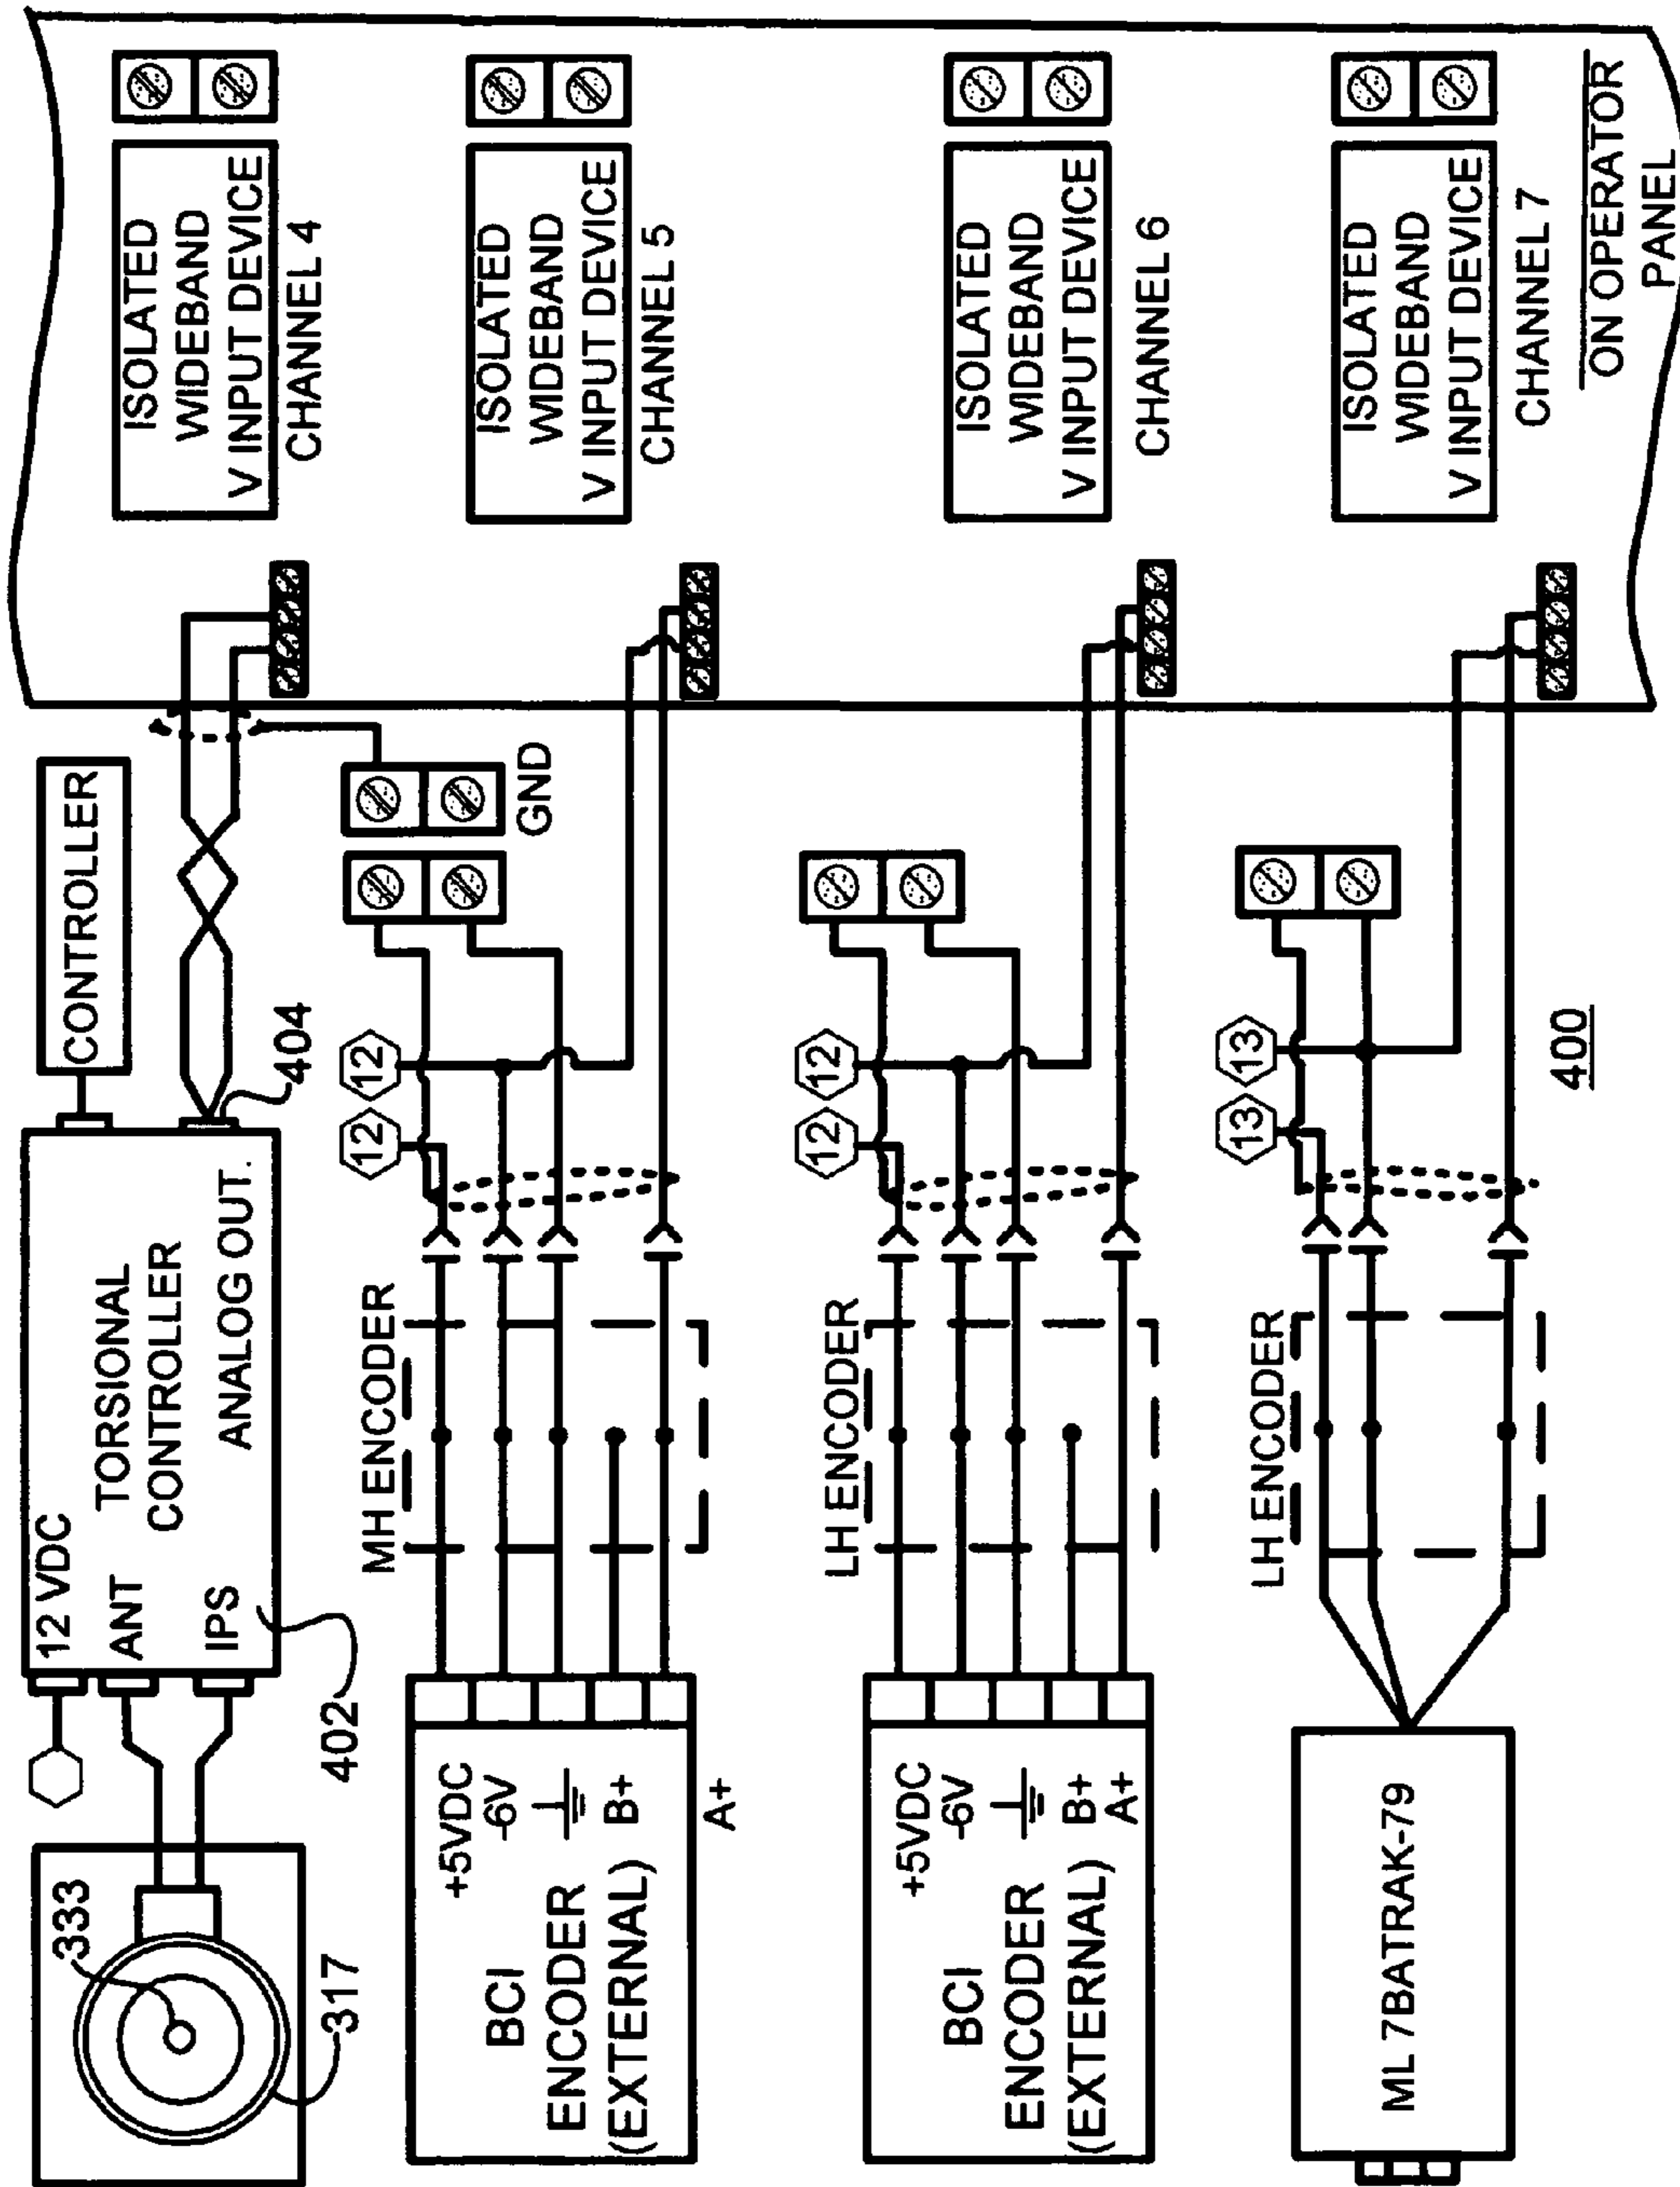 333
317
12 VDC
ANT
IPS
TORSIONAL
CONTROLLER
ANALOG OUT.
402
404
CONTROLLER
GND
ISOLATED
WIDEBAND
V INPUT DEVICE
CHANNEL 4
BCI
ENCODER
(EXTERNAL)
+5VDC
-6V
B+
A+
MH ENCODER
12
12
ISOLATED
WIDEBAND
V INPUT DEVICE
CHANNEL 5
BCI
ENCODER
(EXTERNAL)
+5VDC
-6V
B+
A+
LH ENCODER
12
12
ISOLATED
WIDEBAND
V INPUT DEVICE
CHANNEL 6
ML 7BATRAK-79
LH ENCODER
13
13
ISOLATED
WIDEBAND
V INPUT DEVICE
CHANNEL 7
ON OPERATOR
PANEL
400